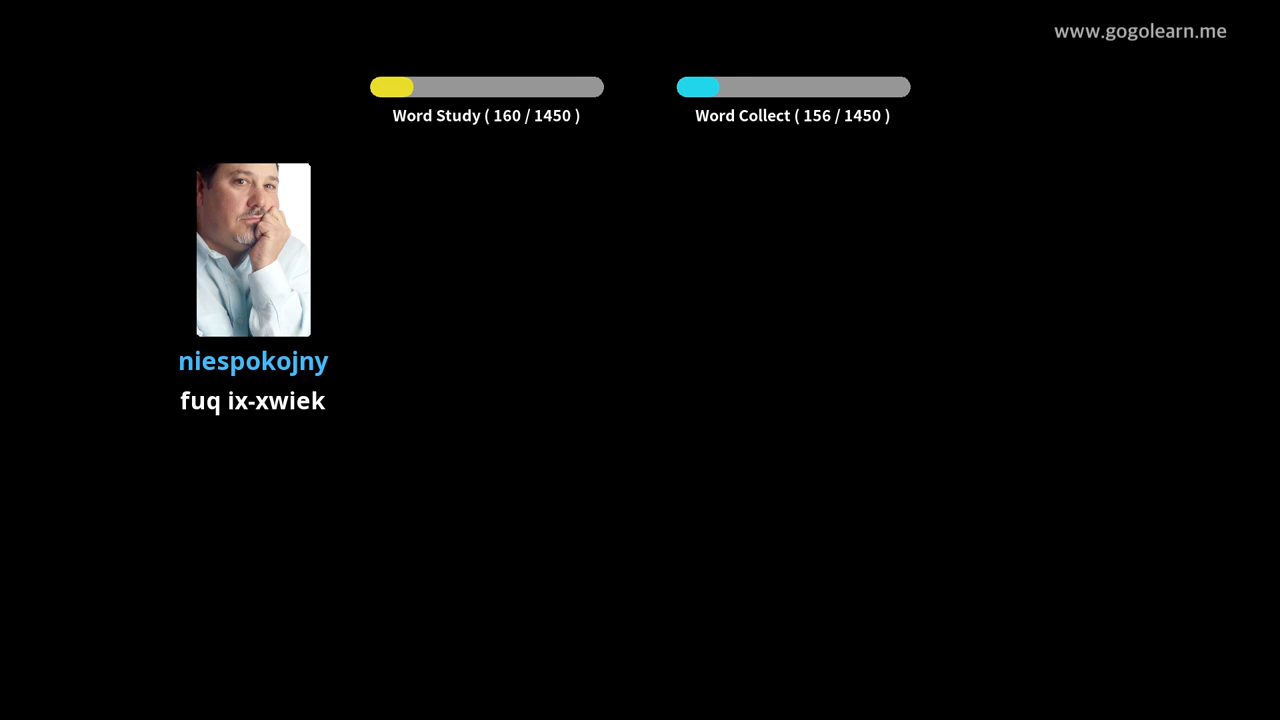 www.gogolearn.me
Word Study ( 160 / 1450 )
Word Collect ( 156 / 1450 )
niespokojny
fuq ix-xwiek